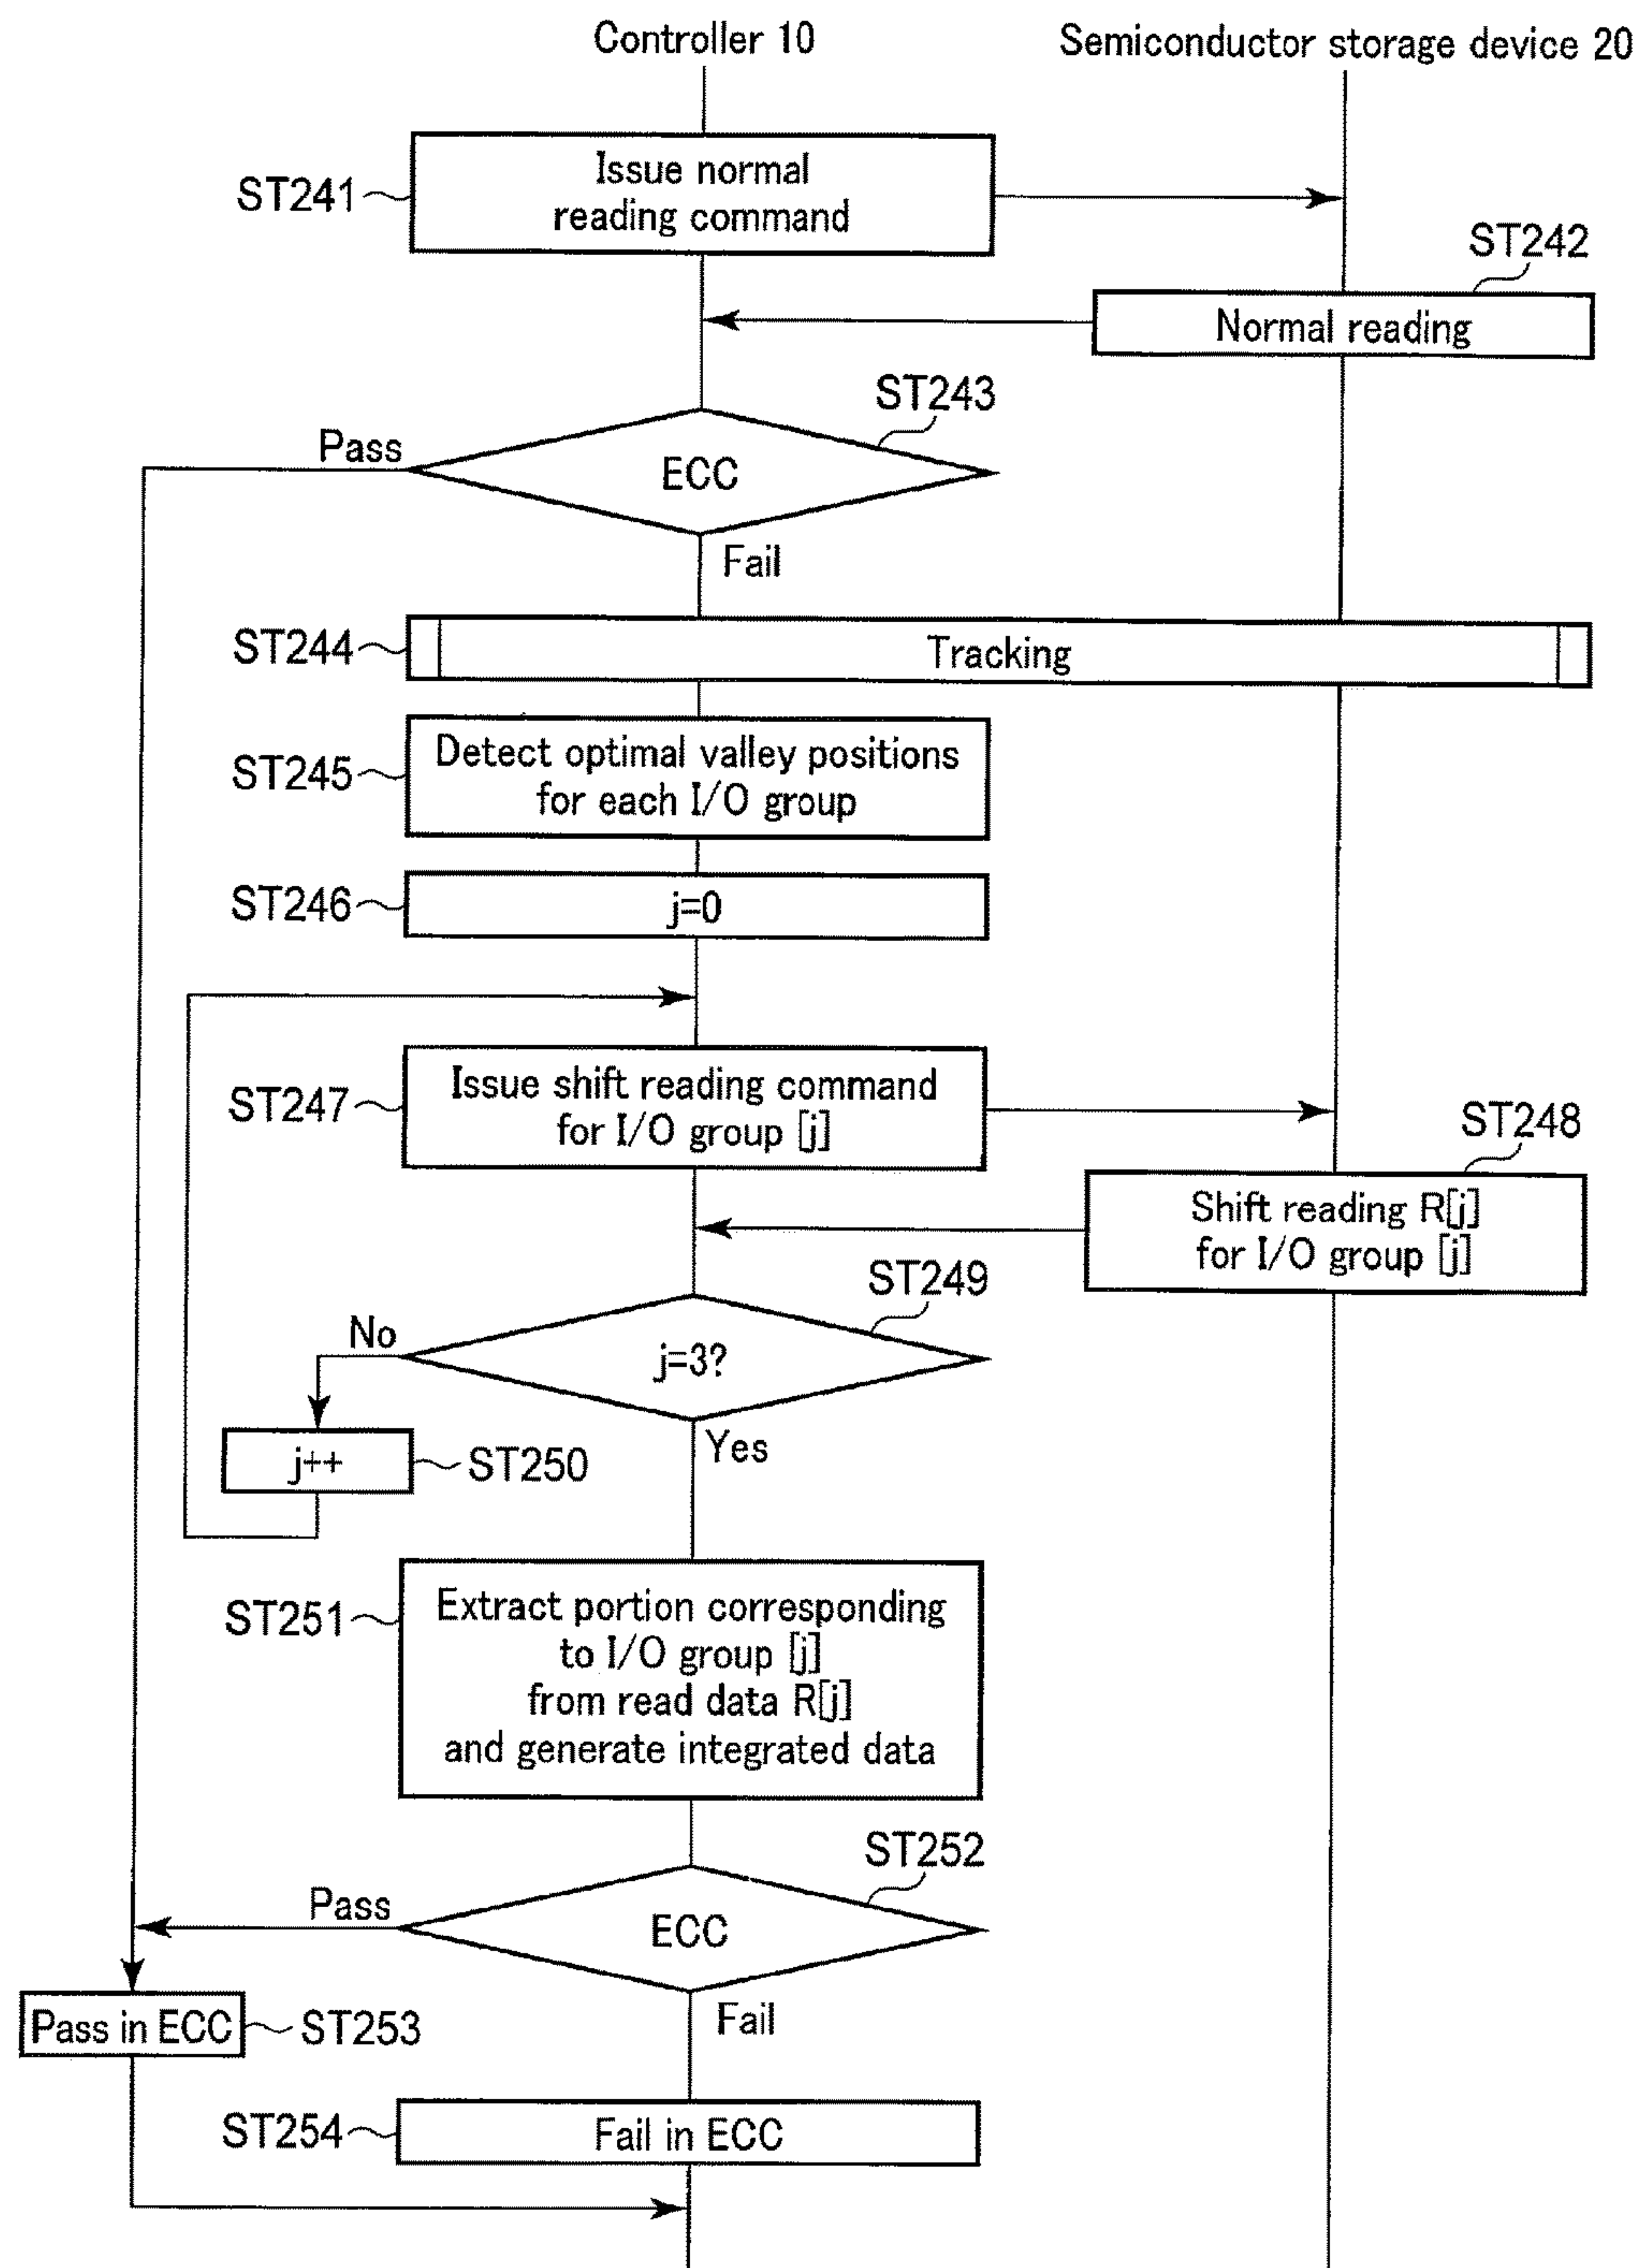 Controller 10
Semiconductor storage device 20
ST241
Issue normal
reading command
ST242
Normal reading
ST243
Pass
ECC
Fail
ST244
Tracking
ST245
Detect optimal valley positions
for each I/O group
ST246
j=0
ST247
Issue shift reading command
for I/O group [j]
ST248
Shift reading R[j]
for I/O group [j]
ST249
No
j=3?
Yes
j++
ST250
ST251
Extract portion corresponding
to I/O group [j]
from read data R[j]
and generate integrated data
ST252
Pass
ECC
Fail
Pass in ECC
ST253
ST254
Fail in ECC